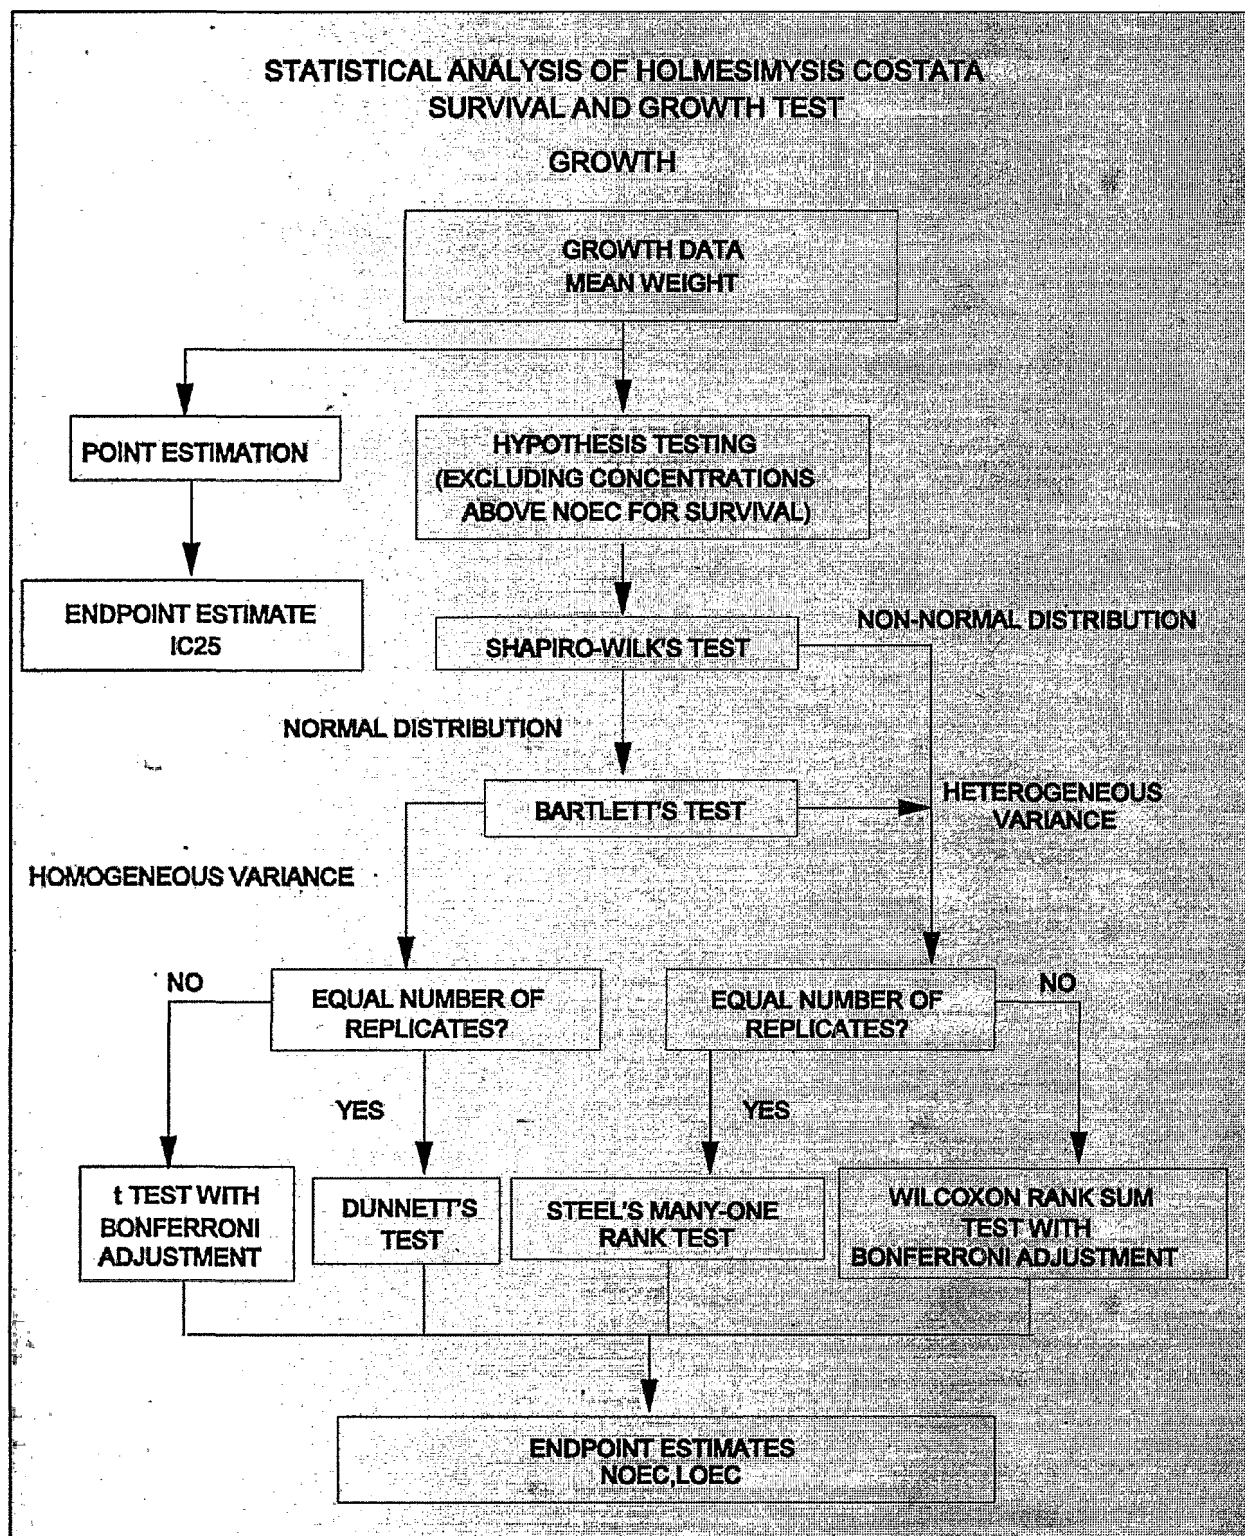 STATISTICAL ANALYSIS OF HOLMESIMYSIS COSTATA
SURVIVAL AND GROWTH TEST
GROWTH
GROWTH DATA
MEAN WEIGHT
POINT ESTIMATION
HYPOTHESIS TESTING
(EXCLUDING CONCENTRATIONS
ABOVE NOEC FOR SURVIVAL)
ENDPOINT ESTIMATE
IC25
SHAPIRO-WILK'S TEST
NON-NORMAL DISTRIBUTION
NORMAL DISTRIBUTION
BARTLETT'S TEST
HETEROGENEOUS
VARIANCE
HOMOGENEOUS VARIANCE
NO
EQUAL NUMBER OF
REPLICATES?
EQUAL NUMBER OF
REPLICATES?
NO
YES
YES
t TEST WITH
BONFERRONI
ADJUSTMENT
DUNNETT'S
TEST
STEEL'S MANY-ONE
RANK TEST
WILCOXON RANK SUM
TEST WITH
BONFERRONI ADJUSTMENT
ENDPOINT ESTIMATES
NOEC,LOEC